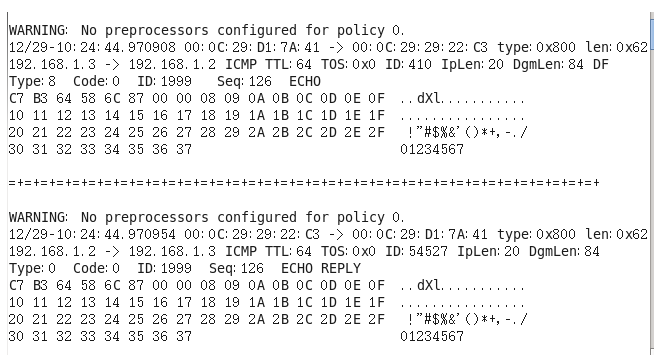 WARNING: No preprocessors configured for policy 0.
12/29-10:24:44.970908 00:0C:29:D1:7A:41 -> 00:0C:29:29:22:C3 type:0x800 len:0x62
192.168.1.3 -> 192.168.1.2 ICMP TTL:64 TOS:0x0 ID:410 IpLen:20 DgmLen:84 DF
Type:8 Code:0 ID:1999 Seq:126 ECHO
C7 B3 64 58 6C 87 00 00 08 09 0A 0B 0C 0D 0E 0F ..dXl...........
10 11 12 13 14 15 16 17 18 19 1A 1B 1C 1D 1E 1F ................
20 21 22 23 24 25 26 27 28 29 2A 2B 2C 2D 2E 2F !"#$%&'()*+,-./
30 31 32 33 34 35 36 37 01234567
=+=+=+=+=+=+=+=+=+=+=+=+=+=+=+=+=+=+=+=+=+=+=+=+=+=+=+=+=+=+=+=+=+=+=+=+=+
WARNING: No preprocessors configured for policy 0.
12/29-10:24:44.970954 00:0C:29:29:22:C3 -> 00:0C:29:D1:7A:41 type:0x800 len:0x62
192.168.1.2 -> 192.168.1.3 ICMP TTL:64 TOS:0x0 ID:54527 IpLen:20 DgmLen:84
Type:0 Code:0 ID:1999 Seq:126 ECHO REPLY
C7 B3 64 58 6C 87 00 00 08 09 0A 0B 0C 0D 0E 0F ..dXl...........
10 11 12 13 14 15 16 17 18 19 1A 1B 1C 1D 1E 1F ................
20 21 22 23 24 25 26 27 28 29 2A 2B 2C 2D 2E 2F !"#$%&'()*+,-./
30 31 32 33 34 35 36 37 01234567